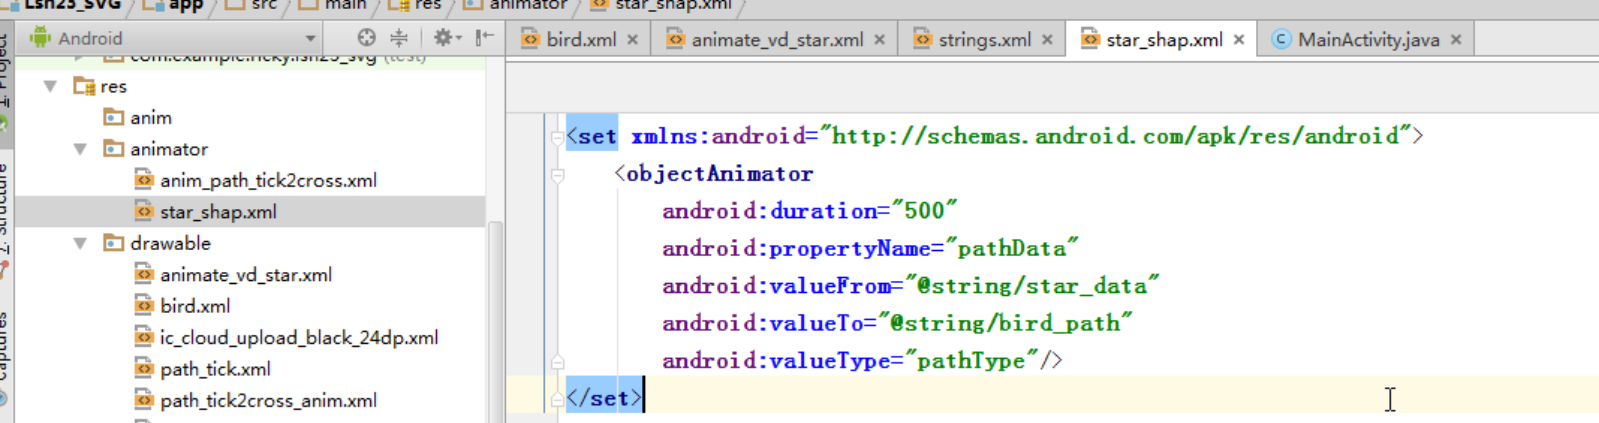 Lsh25_SVG app src main res animator star_shap.xml
Android
bird.xml animate_vd_star.xml strings.xml star_shap.xml MainActivity.java
com.example.ricky.lsh25_svg (test)
res
anim
animator
anim_path_tick2cross.xml
star_shap.xml
drawable
animate_vd_star.xml
bird.xml
ic_cloud_upload_black_24dp.xml
path_tick.xml
path_tick2cross_anim.xml
1: Project
7: Structure
Captures
<set xmlns:android="http://schemas.android.com/apk/res/android">
<objectAnimator
android:duration="500"
android:propertyName="pathData"
android:valueFrom="@string/star_data"
android:valueTo="@string/bird_path"
android:valueType="pathType"/>
</set>